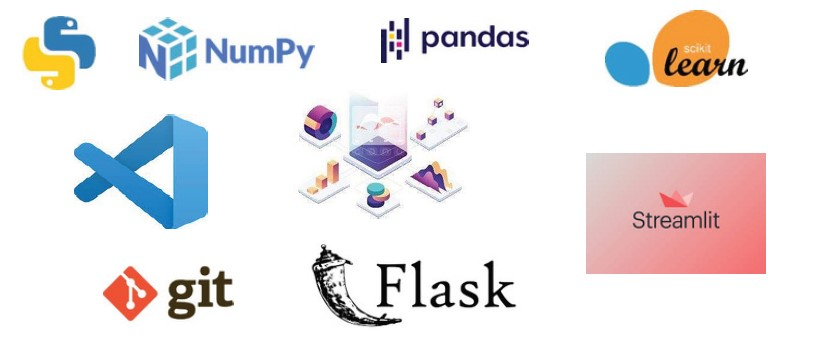 NumPy
pandas
scikit
learn
Streamlit
git
Flask